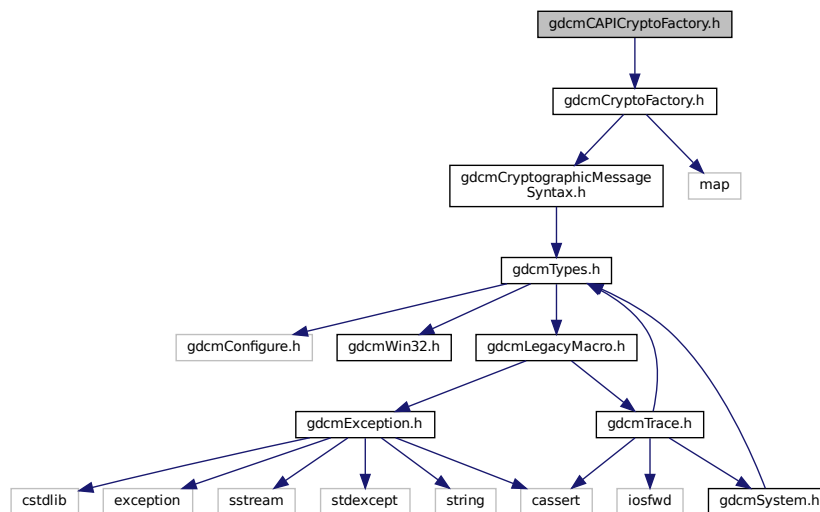 gdcmCAPICryptoFactory.h
gdcmCryptoFactory.h
gdcmCryptographicMessage
Syntax.h
map
gdcmTypes.h
gdcmConfigure.h
gdcmWin32.h
gdcmLegacyMacro.h
gdcmException.h
gdcmTrace.h
cstdlib
exception
sstream
stdexcept
string
cassert
iosfwd
gdcmSystem.h